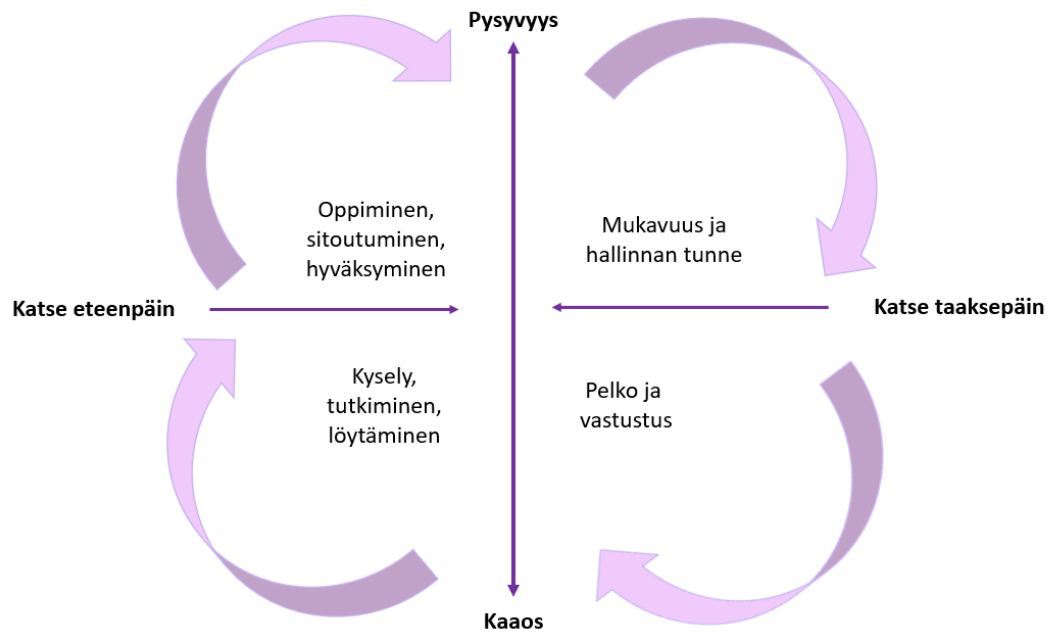 Pysyvyys
Oppiminen,
sitoutuminen,
hyväksyminen
Mukavuus ja
hallinnan tunne
Katse eteenpäin
Katse taaksepäin
Kysely,
tutkiminen,
löytäminen
Pelko ja
vastustus
Kaaos